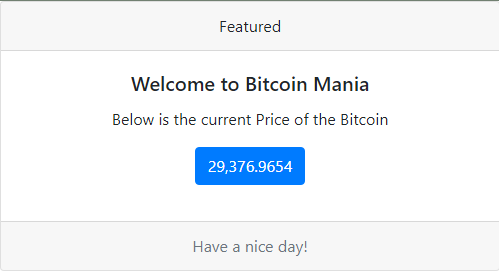 Featured
Welcome to Bitcoin Mania
Below is the current Price of the Bitcoin
29,376.9654
Have a nice day!